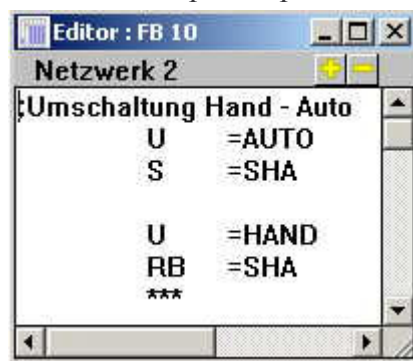 Editor : FB 10
Netzwerk 2
;Umschaltung Hand - Auto
U =AUTO
S =SHA
U =HAND
RB =SHA
***